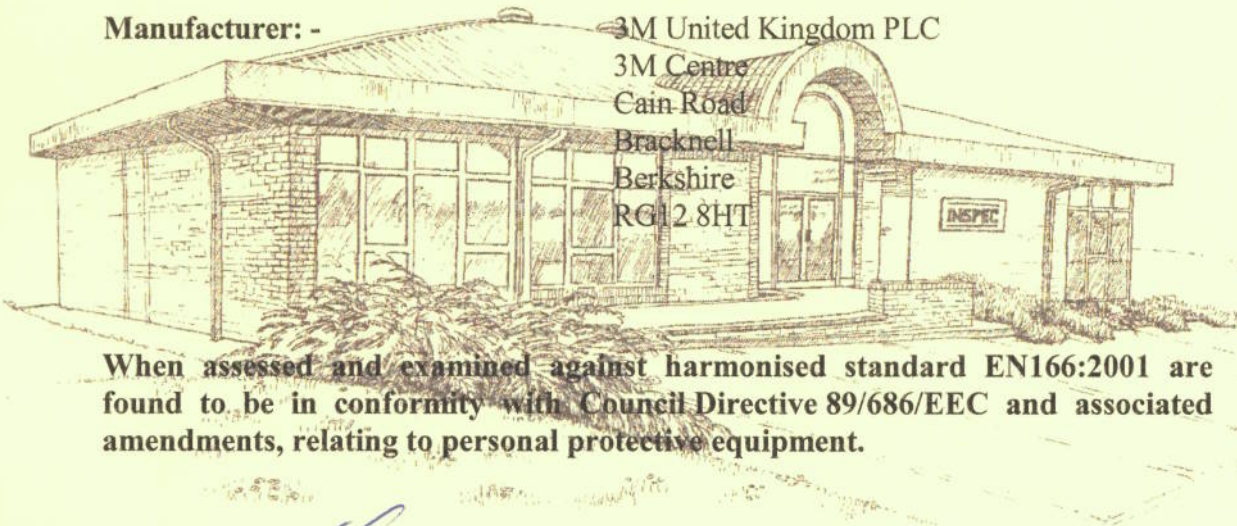 Manufacturer: - 3M United Kingdom PLC
3M Centre
Cain Road
Bracknell
Berkshire
RG12 8HT
INSPEC
When assessed and examined against harmonised standard EN166:2001 are
found to be in conformity with Council Directive 89/686/EEC and associated
amendments, relating to personal protective equipment.